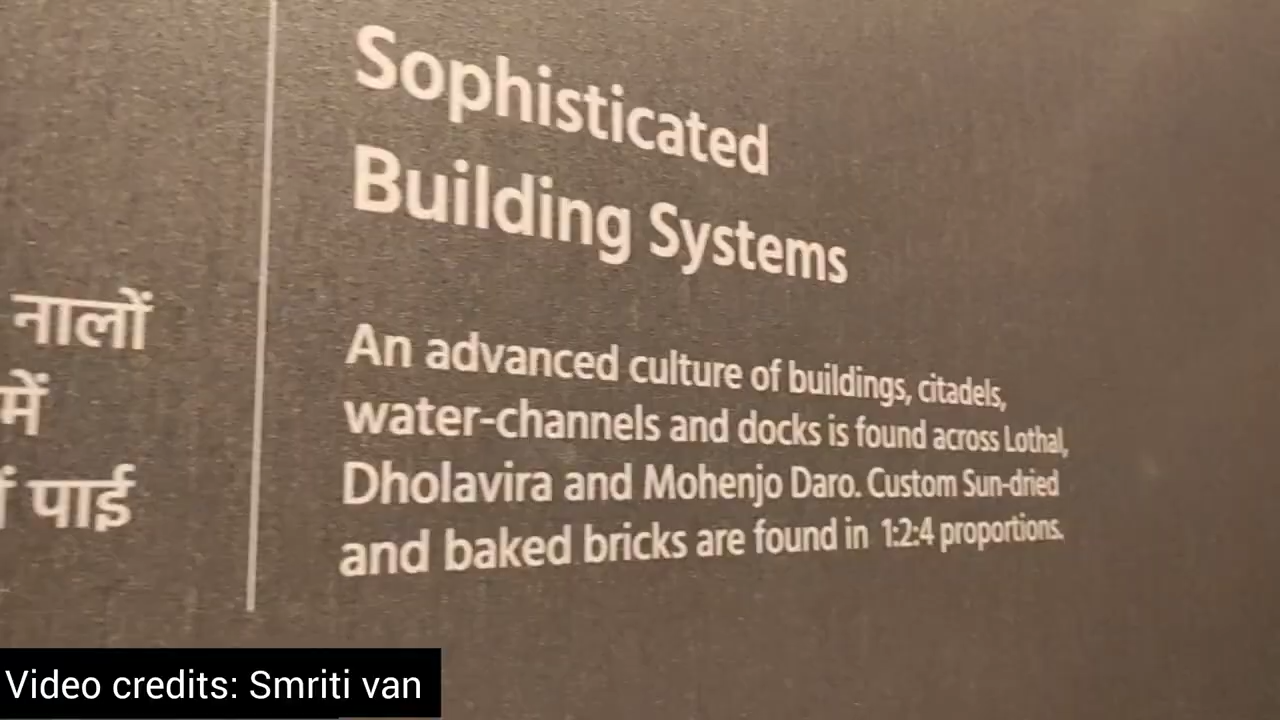 नालों
में
पाई
Sophisticated
Building Systems
An advanced culture of buildings, citadels,
water-channels and docks is found across Lothal,
Dholavira and Mohenjo Daro. Custom Sun-dried
and baked bricks are found in 1:2:4 proportions.
Video credits: Smriti van